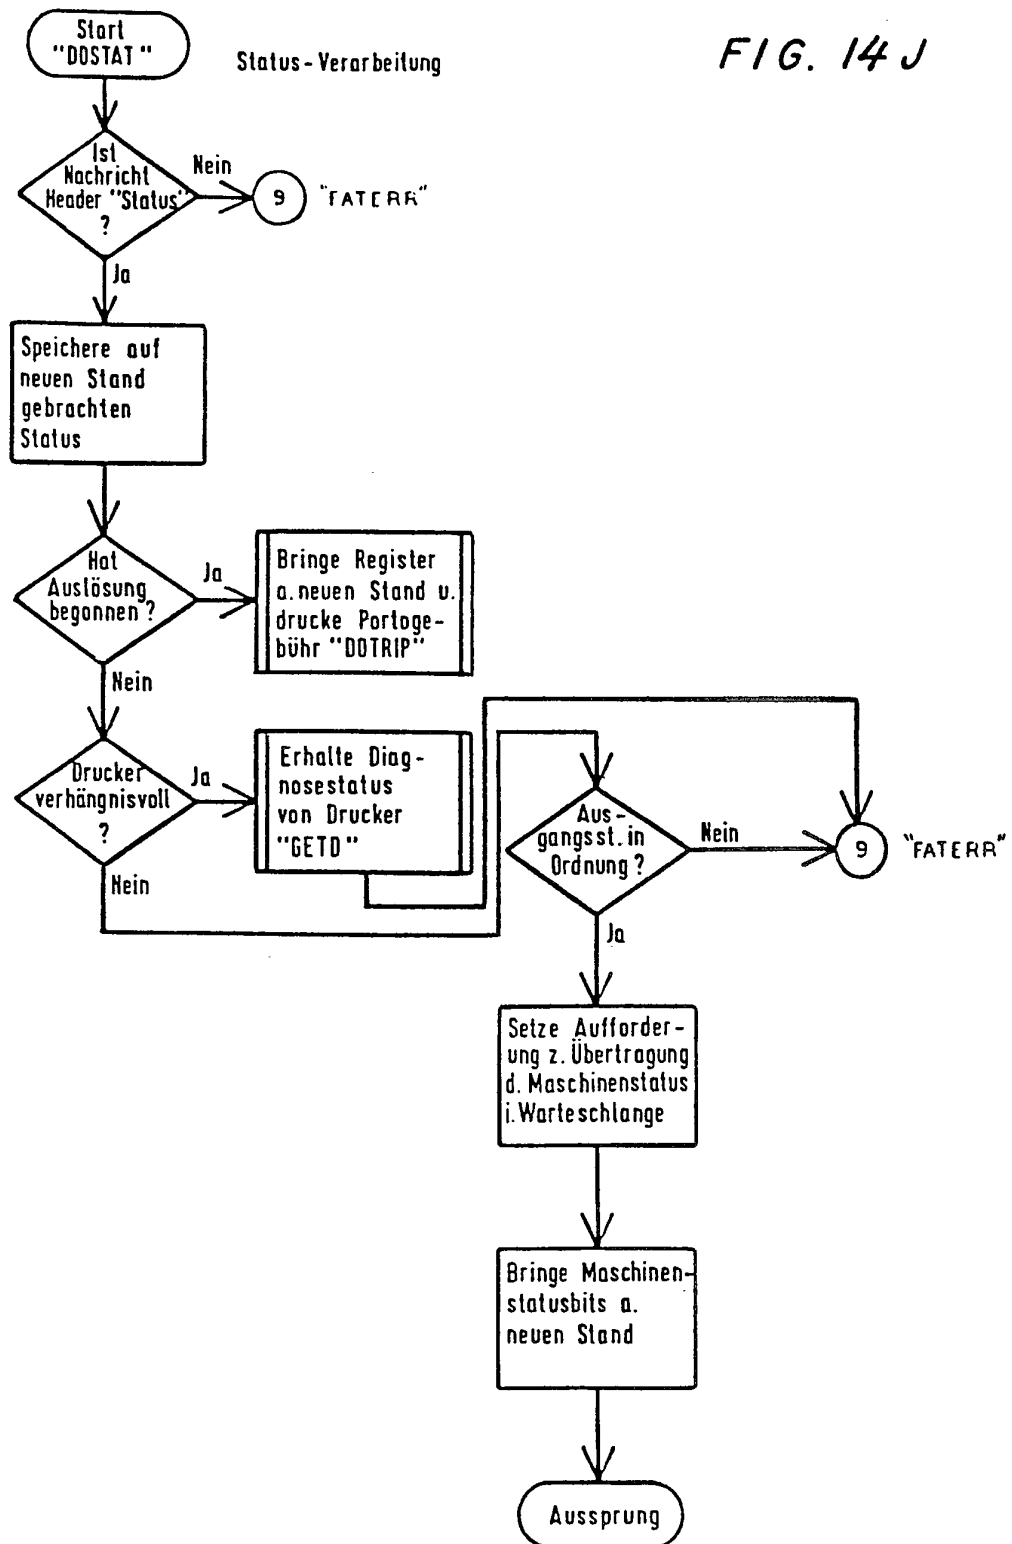 Start
"DOSTAT"
Status-Verarbeitung
FIG. 14 J
Ist
Nachricht
Header "Status"
?
Nein
9
"FATERR"
Ja
Speichere auf
neuen Stand
gebrachten
Status
Hat
Auslösung
begonnen?
Ja
Bringe Register
a. neuen Stand u.
drucke Portoge-
bühr "DOTRIP"
Nein
Drucker
verhängnisvoll
?
Ja
Erhalte Diag-
nosestatus
von Drucker
"GETD"
Nein
Aus-
gangsst. in
Ordnung?
Nein
9
"FATERR"
Ja
Setze Aufforder-
ung z. Übertragung
d. Maschinenstatus
i. Warteschlange
Bringe Maschinen-
statusbits a.
neuen Stand
Aussprung